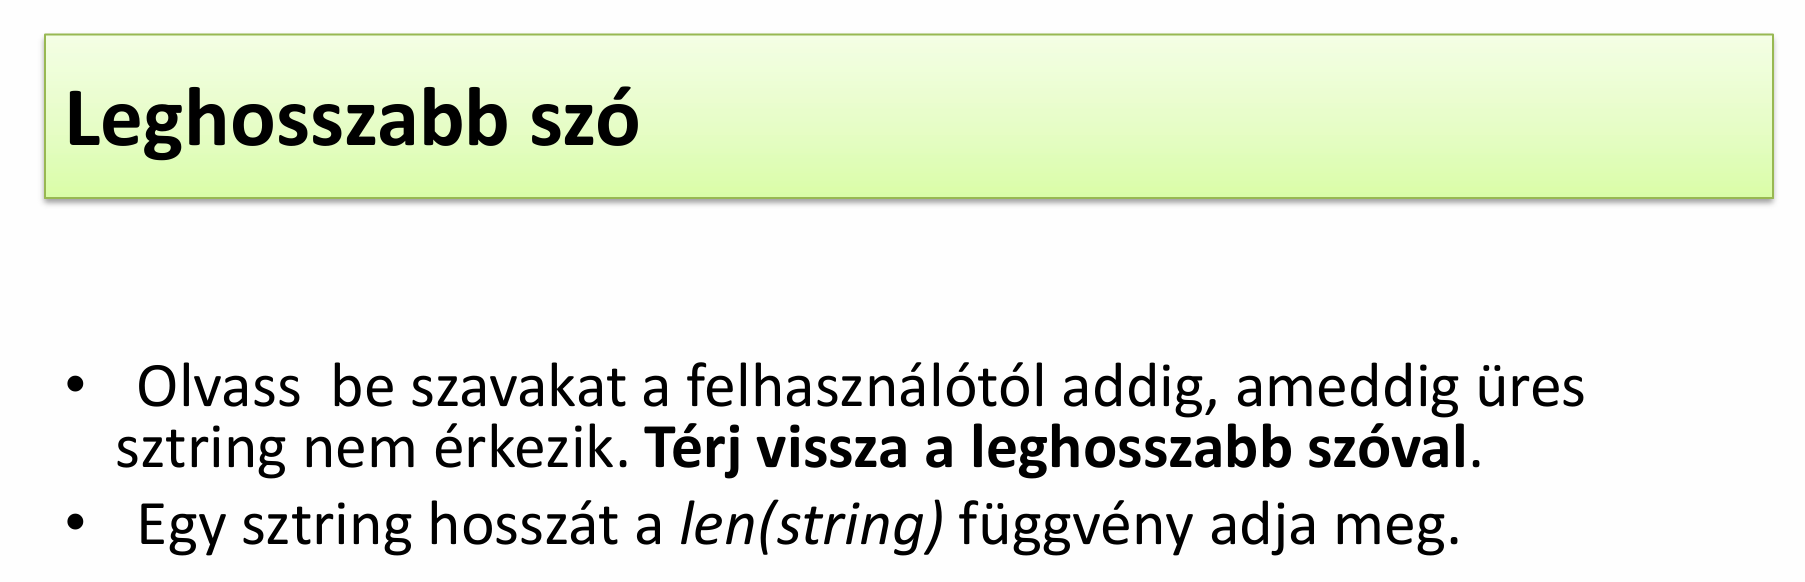 Leghosszabb szó
• Olvass be szavakat a felhasználótól addig, ameddig üres
sztring nem érkezik. Térj vissza a leghosszabb szóval.
• Egy sztring hosszát a len(string) függvény adja meg.